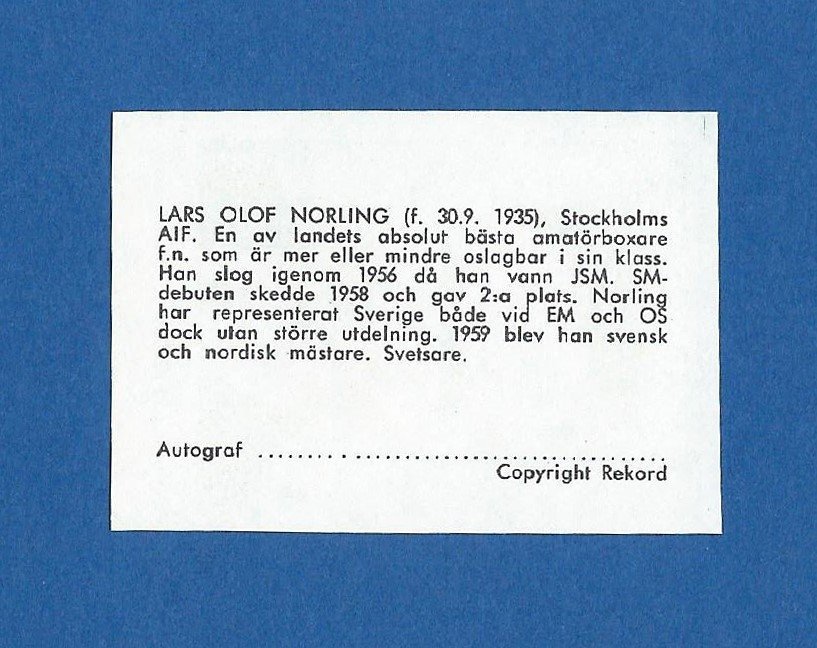 LARS OLOF NORLING (f. 30.9. 1935), Stockholms
AIF. En av landets absolut bästa amatörboxare
f.n. som är mer eller mindre oslagbar i sin klass.
Han slog igenom 1956 då han vann JSM. SM-
debuten skedde 1958 och gav 2:a plats. Norling
har representerat Sverige både vid EM och OS
dock utan större utdelning. 1959 blev han svensk
och nordisk mästare. Svetsare.
Autograf ........................................
Copyright Rekord